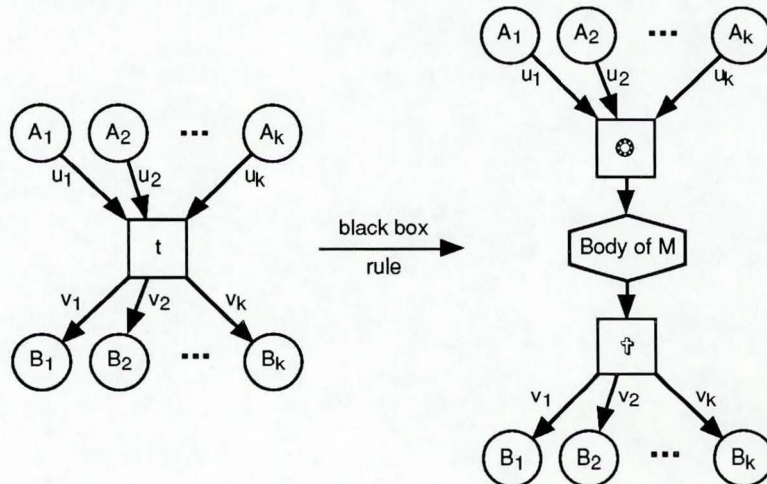 A1 A2 ... Ak
u1 u2 uk
t
v1 v2 vk
B1 B2 ... Bk
black box
rule
A1 A2 ... Ak
u1 u2 uk
Body of M
✞
v1 v2 vk
B1 B2 ... Bk